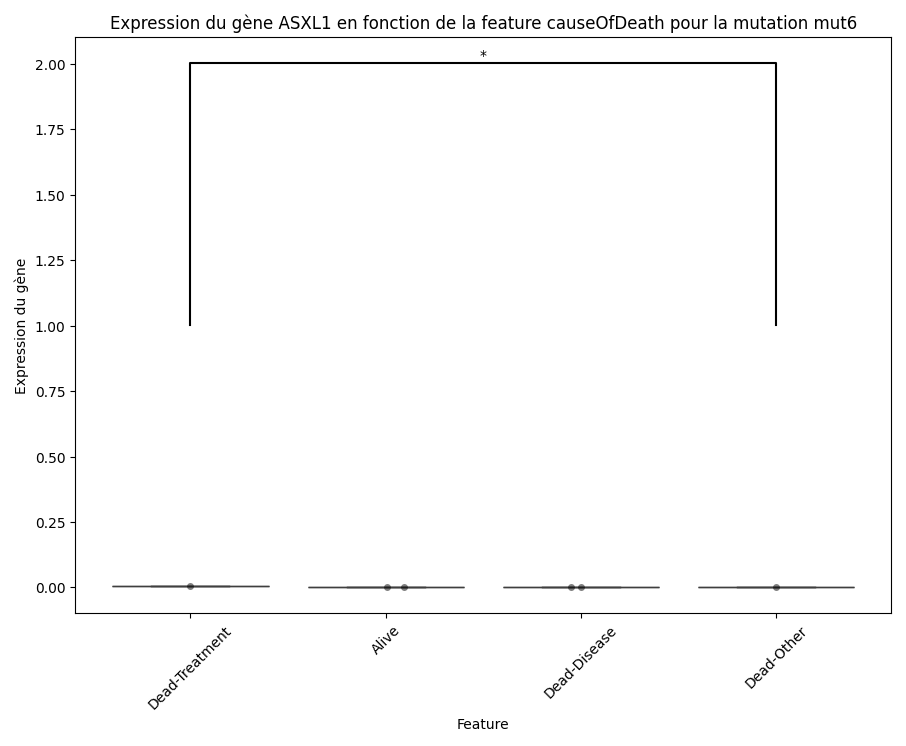 Expression du gène ASXL1 en fonction de la feature causeOfDeath pour la mutation mut6
*
2.00
1.75
1.50
1.25
1.00
0.75
0.50
0.25
0.00
Expression du gène
Dead-Treatment
Alive
Dead-Disease
Dead-Other
Feature